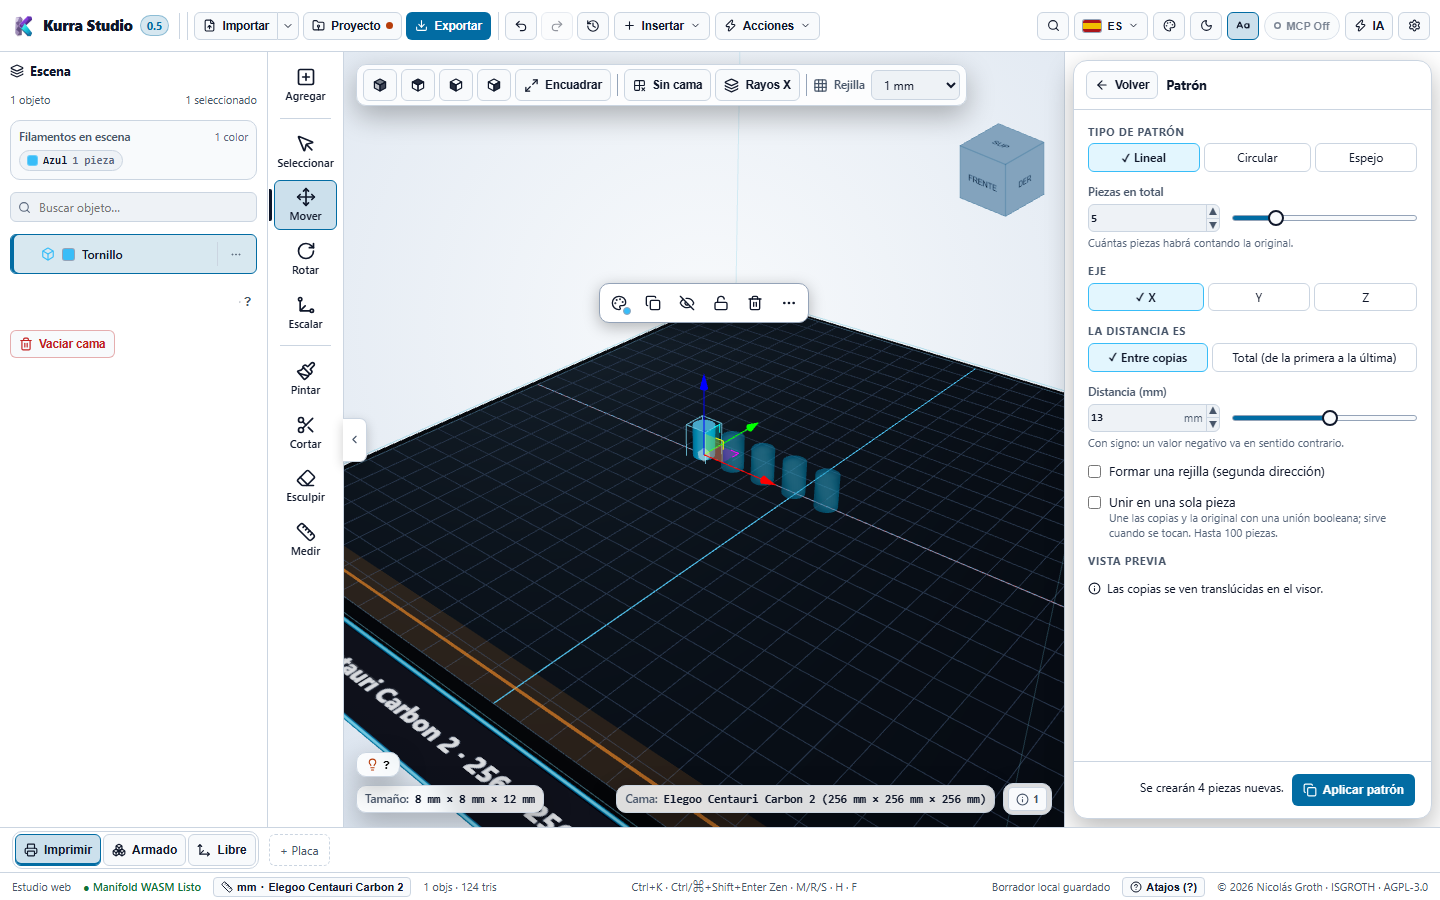 Kurra Studio 0.5
Importar
Proyecto
Exportar
Insertar
Acciones
ES
Aa
MCP Off
IA
Escena
1 objeto
1 seleccionado
Filamentos en escena
1 color
Azul 1 pieza
Buscar objeto...
Tornillo
?
Vaciar cama
Agregar
Seleccionar
Mover
Rotar
Escalar
Pintar
Cortar
Esculpir
Medir
Encuadrar
Sin cama
Rayos X
Rejilla
1 mm
SUP
FRENTE
DER
tauri Carbon 2 · 256
?
Tamaño: 8 mm × 8 mm × 12 mm
Cama: Elegoo Centauri Carbon 2 (256 mm × 256 mm × 256 mm)
1
Volver
Patrón
TIPO DE PATRÓN
✓ Lineal
Circular
Espejo
Piezas en total
5
Cuántas piezas habrá contando la original.
EJE
✓ X
Y
Z
LA DISTANCIA ES
✓ Entre copias
Total (de la primera a la última)
Distancia (mm)
13 mm
Con signo: un valor negativo va en sentido contrario.
Formar una rejilla (segunda dirección)
Unir en una sola pieza
Une las copias y la original con una unión booleana; sirve
cuando se tocan. Hasta 100 piezas.
VISTA PREVIA
Las copias se ven translúcidas en el visor.
Se crearán 4 piezas nuevas.
Aplicar patrón
Imprimir
Armado
Libre
+ Placa
Estudio web
● Manifold WASM Listo
mm · Elegoo Centauri Carbon 2
1 objs · 124 tris
Ctrl+K · Ctrl/⌘+Shift+Enter Zen · M/R/S · H · F
Borrador local guardado
Atajos (?)
© 2026 Nicolás Groth · ISGROTH · AGPL-3.0